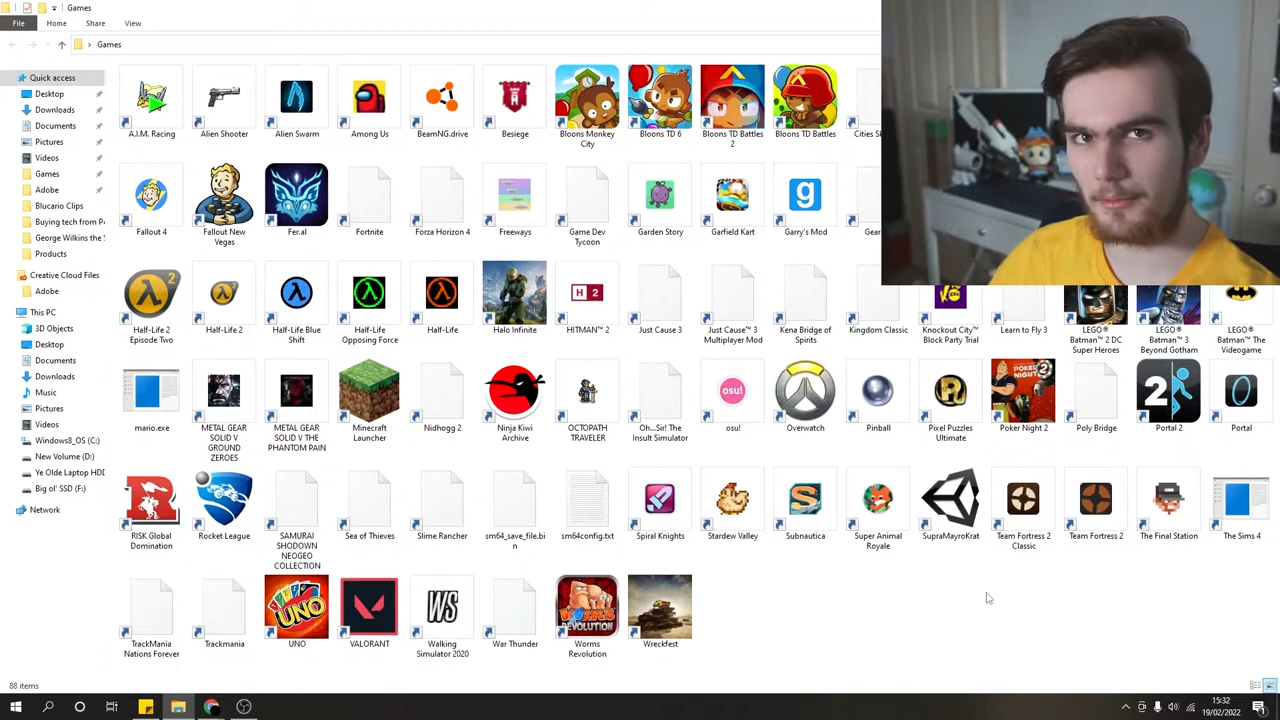 Games
File Home Share View
Games
Quick access
Desktop
Downloads
Documents
Pictures
Videos
Games
Adobe
Blucario Clips
Buying tech from P
George Wilkins the S
Products
Creative Cloud Files
Adobe
This PC
3D Objects
Desktop
Documents
Downloads
Music
Pictures
Videos
Windows8_OS (C:)
New Volume (D:)
Ye Olde Laptop HDD
Big ol' SSD (F:)
Network
A.I.M. Racing
Alien Shooter
Alien Swarm
Among Us
BeamNG.drive
Besiege
Bloons Monkey
City
Bloons TD 6
Bloons TD Battles
2
Bloons TD Battles
Cities
Fallout 4
Fallout New
Vegas
Fer.al
Fortnite
Forza Horizon 4
Freeways
Game Dev
Tycoon
Garden Story
Garfield Kart
g
Garry's Mod
Gear
2
Half-Life 2
Episode Two
Half-Life 2
Half-Life Blue
Shift
Half-Life
Opposing Force
Half-Life
Halo Infinite
H 2
HITMAN™ 2
Just Cause 3
Just Cause™ 3
Multiplayer Mod
Kena Bridge of
Spirits
Kingdom Classic
Knockout City™
Block Party Trial
Learn to Fly 3
LEGO®
Batman™ 2 DC
Super Heroes
LEGO®
Batman™ 3
Beyond Gotham
LEGO®
Batman™ The
Videogame
mario.exe
METAL GEAR
SOLID V
GROUND
ZEROES
METAL GEAR
SOLID V THE
PHANTOM PAIN
Minecraft
Launcher
Nidhogg 2
Ninja Kiwi
Archive
OCTOPATH
TRAVELER
Oh...Sir! The
Insult Simulator
osu!
osu!
Overwatch
Pinball
Pixel Puzzles
Ultimate
POKER
NIGHT 2
Poker Night 2
Poly Bridge
2
Portal 2
Portal
RISK Global
Domination
Rocket League
SAMURAI
SHODOWN
NEOGEO
COLLECTION
Sea of Thieves
Slime Rancher
sm64_save_file.bi
n
sm64config.txt
Spiral Knights
Stardew Valley
Subnautica
Super Animal
Royale
SupraMayroKrat
Team Fortress 2
Classic
Team Fortress 2
The Final Station
The Sims 4
TrackMania
Nations Forever
Trackmania
UNO
UNO
VALORANT
WS
Walking
Simulator 2020
War Thunder
WORMS
REVOLUTION
Worms
Revolution
Wreckfest
88 items
15:32
19/02/2022